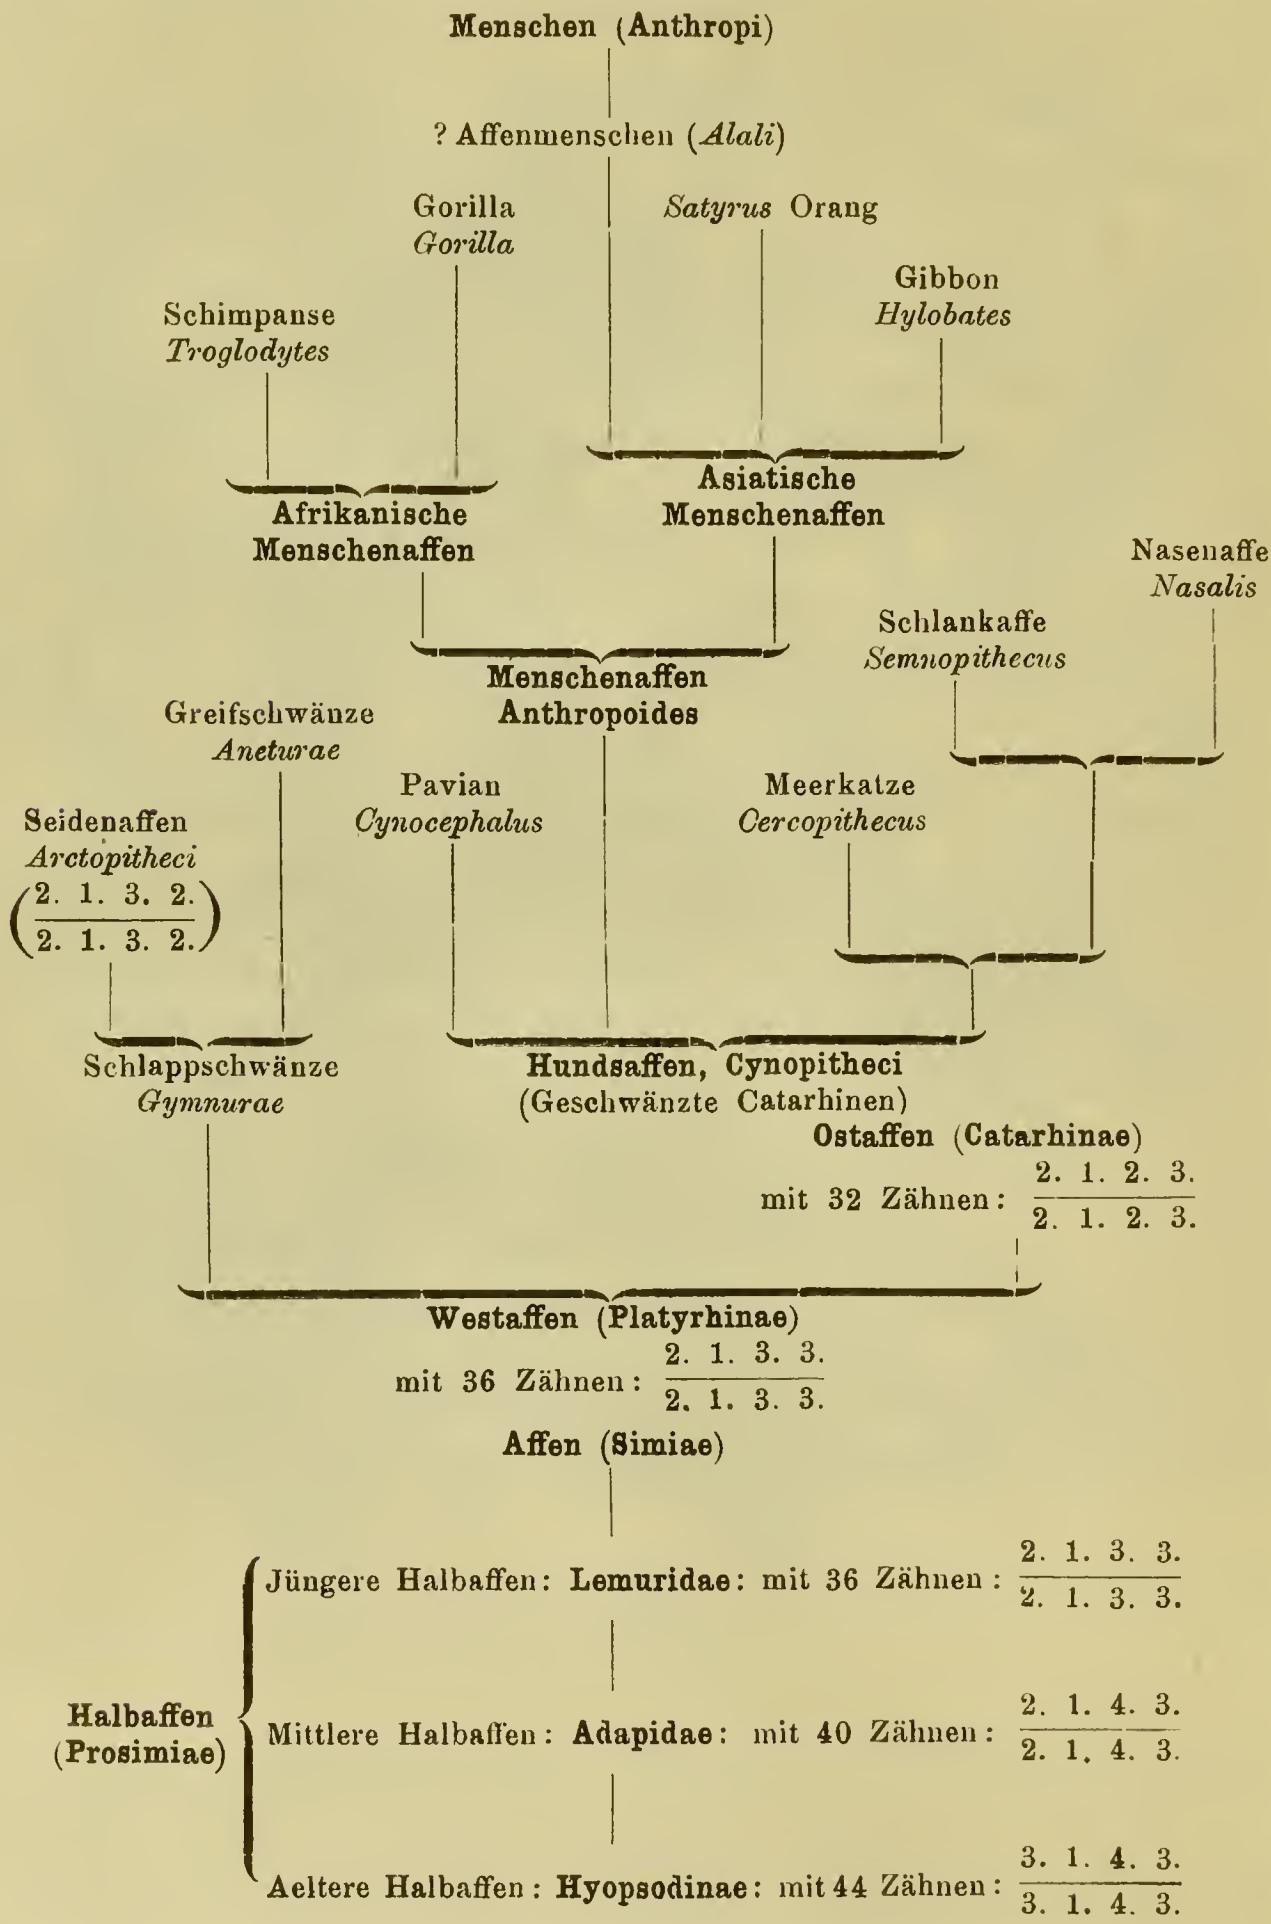 Menschen (Anthropi)
? Affenmenschen (Alali)
Gorilla
Gorilla
Satyrus Orang
Gibbon
Hylobates
Schimpanse
Troglodytes
Asiatische
Menschenaffen
Afrikanische
Menschenaffen
Nasenaffe
Nasalis
Schlankaffe
Semnopithecus
Menschenaffen
Anthropoides
Greifschwänze
Aneturae
Pavian
Cynocephalus
Meerkatze
Cercopithecus
Seidenaffen
Arctopitheci
2. 1. 3. 2.
2. 1. 3. 2.
Schlappschwänze
Gymnurae
Hundsaffen, Cynopitheci
(Geschwänzte Catarhinen)
Ostaffen (Catarhinae)
mit 32 Zähnen:
2. 1. 2. 3.
2. 1. 2. 3.
Westaffen (Platyrhinae)
mit 36 Zähnen:
2. 1. 3. 3.
2. 1. 3. 3.
Affen (Simiae)
Halbaffen
(Prosimiae)
Jüngere Halbaffen: Lemuridae: mit 36 Zähnen:
2. 1. 3. 3.
2. 1. 3. 3.
Mittlere Halbaffen: Adapidae: mit 40 Zähnen:
2. 1. 4. 3.
2. 1. 4. 3.
Aeltere Halbaffen: Hyopsodinae: mit 44 Zähnen:
3. 1. 4. 3.
3. 1. 4. 3.